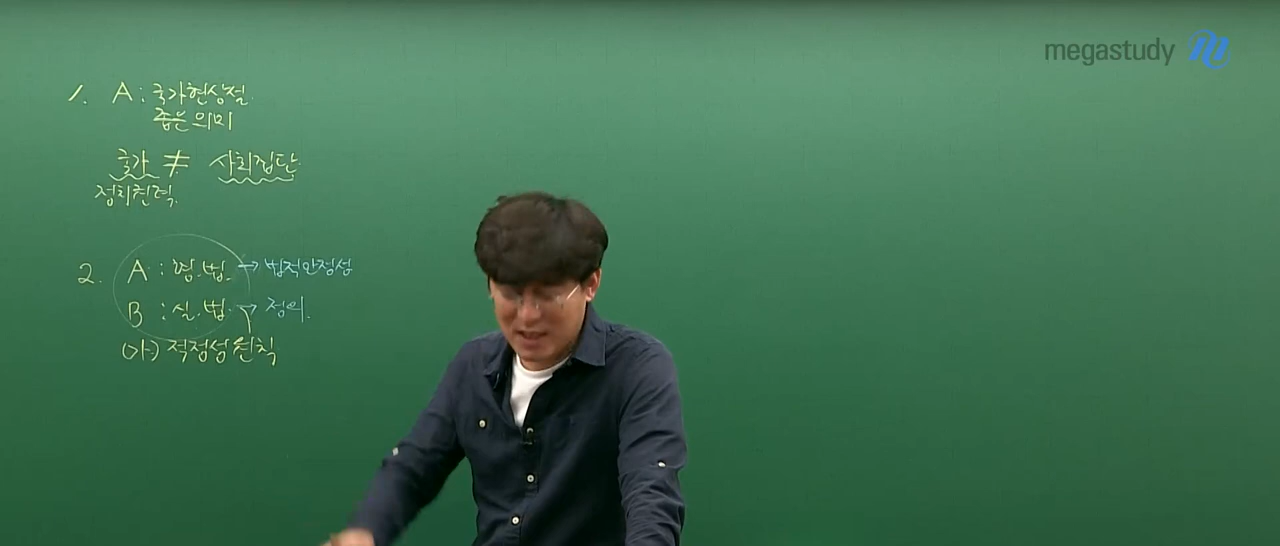 megastudy
1. A : 국가현상설
좁은 의미
국가 ≠ 사회집단
정치권력
2. A : 형.법. → 법적안정성
B : 실.법. → 정의.
(가) 적정성 원칙